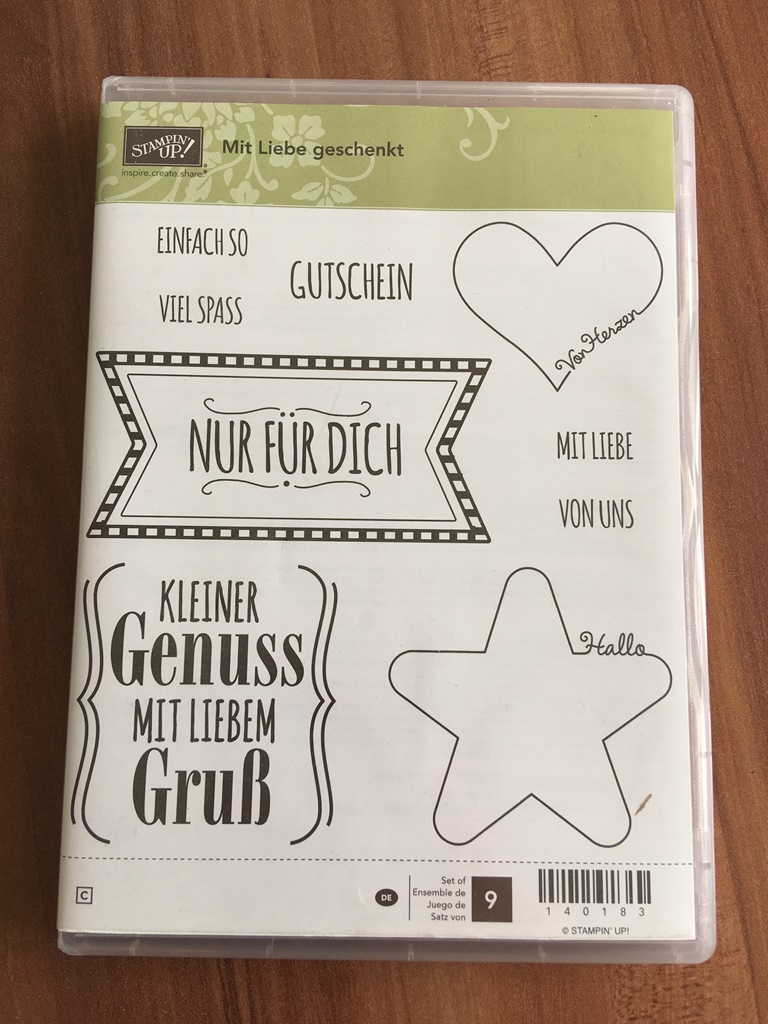 STAMPIN' UP!®
inspire.create.share.®
Mit Liebe geschenkt
EINFACH SO
GUTSCHEIN
VIEL SPASS
Von Herzen
NUR FÜR DICH
MIT LIEBE
VON UNS
KLEINER
Genuss
MIT LIEBEM
Gruß
Hallo
C
DE
Set of
Ensemble de
Juego de
Satz von
9
140183
© STAMPIN' UP!